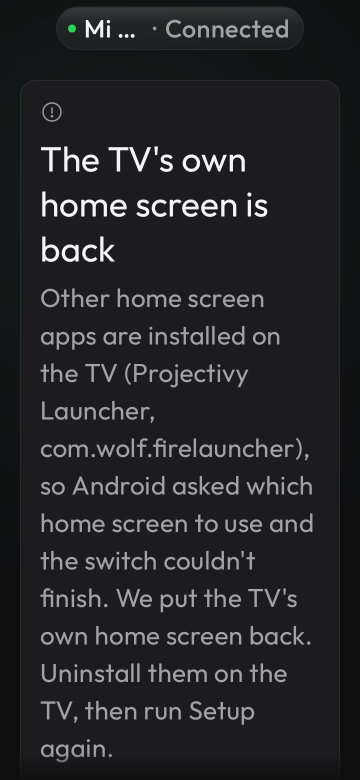 Mi ... · Connected
The TV's own
home screen is
back
Other home screen
apps are installed on
the TV (Projectivy
Launcher,
com.wolf.firelauncher),
so Android asked which
home screen to use and
the switch couldn't
finish. We put the TV's
own home screen back.
Uninstall them on the
TV, then run Setup
again.